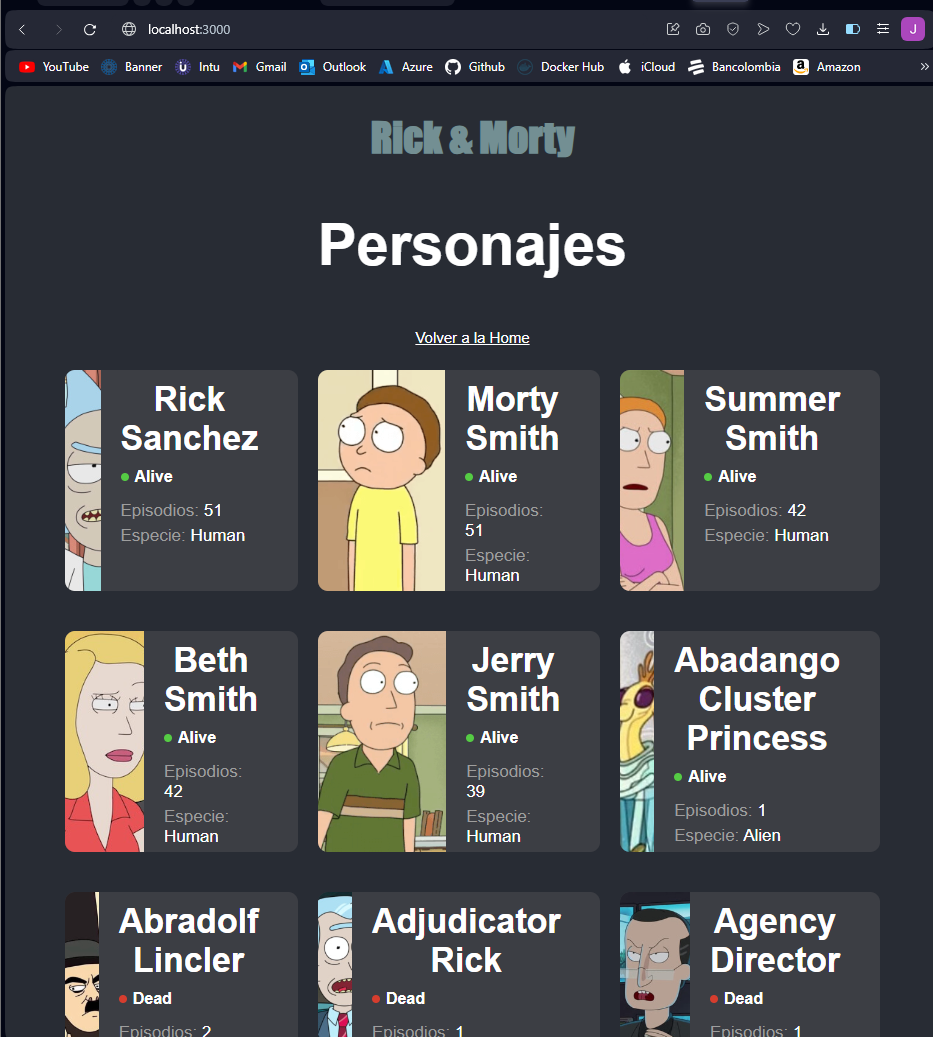 localhost:3000
J
YouTube Banner Intu Gmail Outlook Azure Github Docker Hub iCloud Bancolombia Amazon »
Rick & Morty
Personajes
Volver a la Home
Rick
Sanchez
Alive
Episodios: 51
Especie: Human
Morty
Smith
Alive
Episodios:
51
Especie:
Human
Summer
Smith
Alive
Episodios: 42
Especie: Human
Beth
Smith
Alive
Episodios:
42
Especie:
Human
Jerry
Smith
Alive
Episodios:
39
Especie:
Human
Abadango
Cluster
Princess
Alive
Episodios: 1
Especie: Alien
Abradolf
Lincler
Dead
Episodios: 2
Adjudicator
Rick
Dead
Episodios: 1
Agency
Director
Dead
Episodios: 1